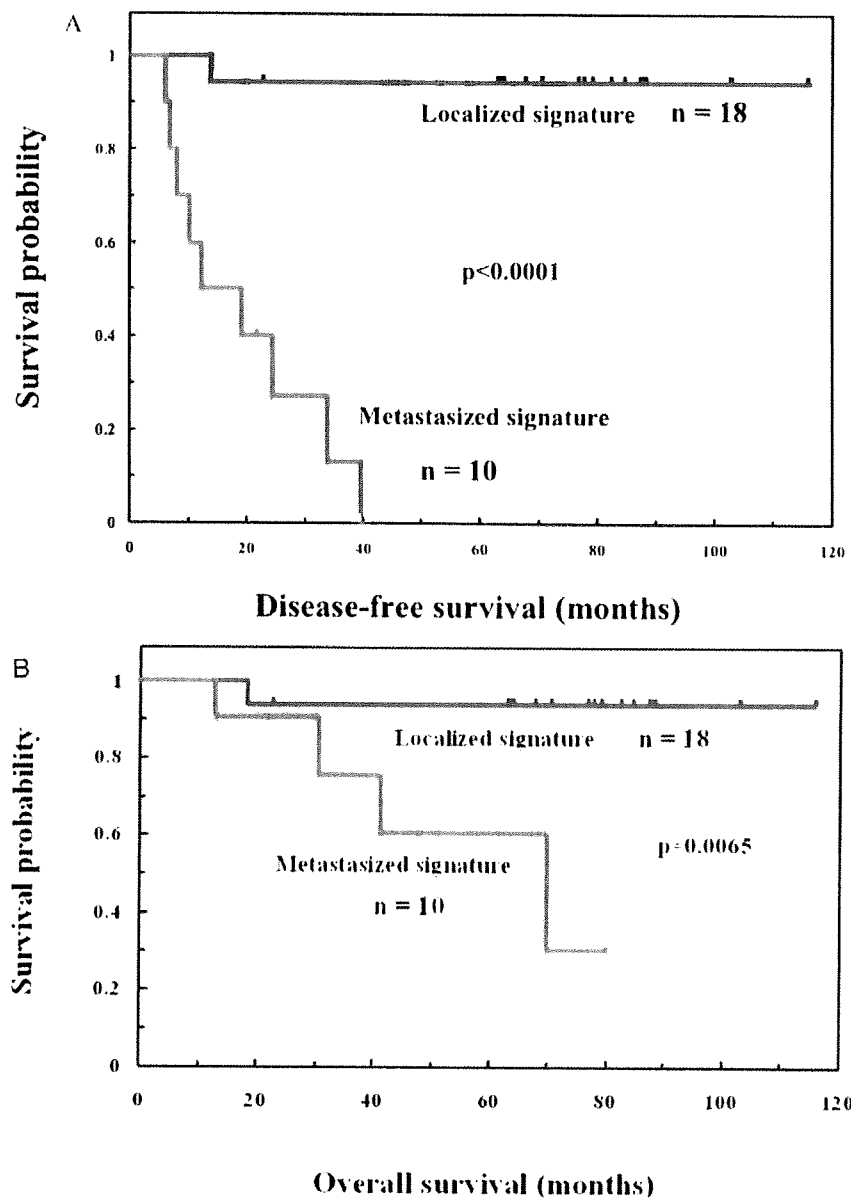 A
1
0.8
0.6
0.4
0.2
0
Survival probability
Localized signature n = 18
p<0.0001
Metastasized signature
n = 10
0 20 40 60 80 100 120
Disease-free survival (months)
B
1
0.8
0.6
0.4
0.2
0
Survival probability
Localized signature n = 18
p=0.0065
Metastasized signature
n = 10
0 20 40 60 80 100 120
Overall survival (months)